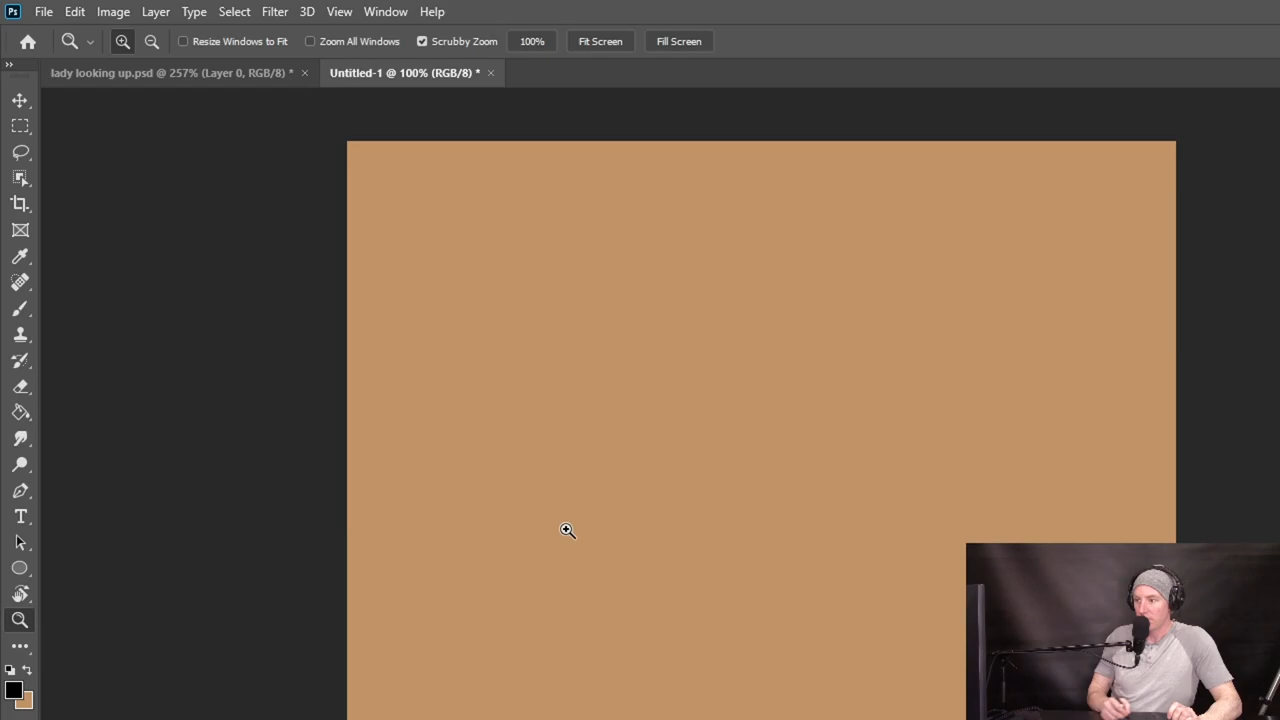 Ps File Edit Image Layer Type Select Filter 3D View Window Help
Resize Windows to Fit Zoom All Windows Scrubby Zoom 100% Fit Screen Fill Screen
lady looking up.psd @ 257% (Layer 0, RGB/8) * × Untitled-1 @ 100% (RGB/8) * ×
T